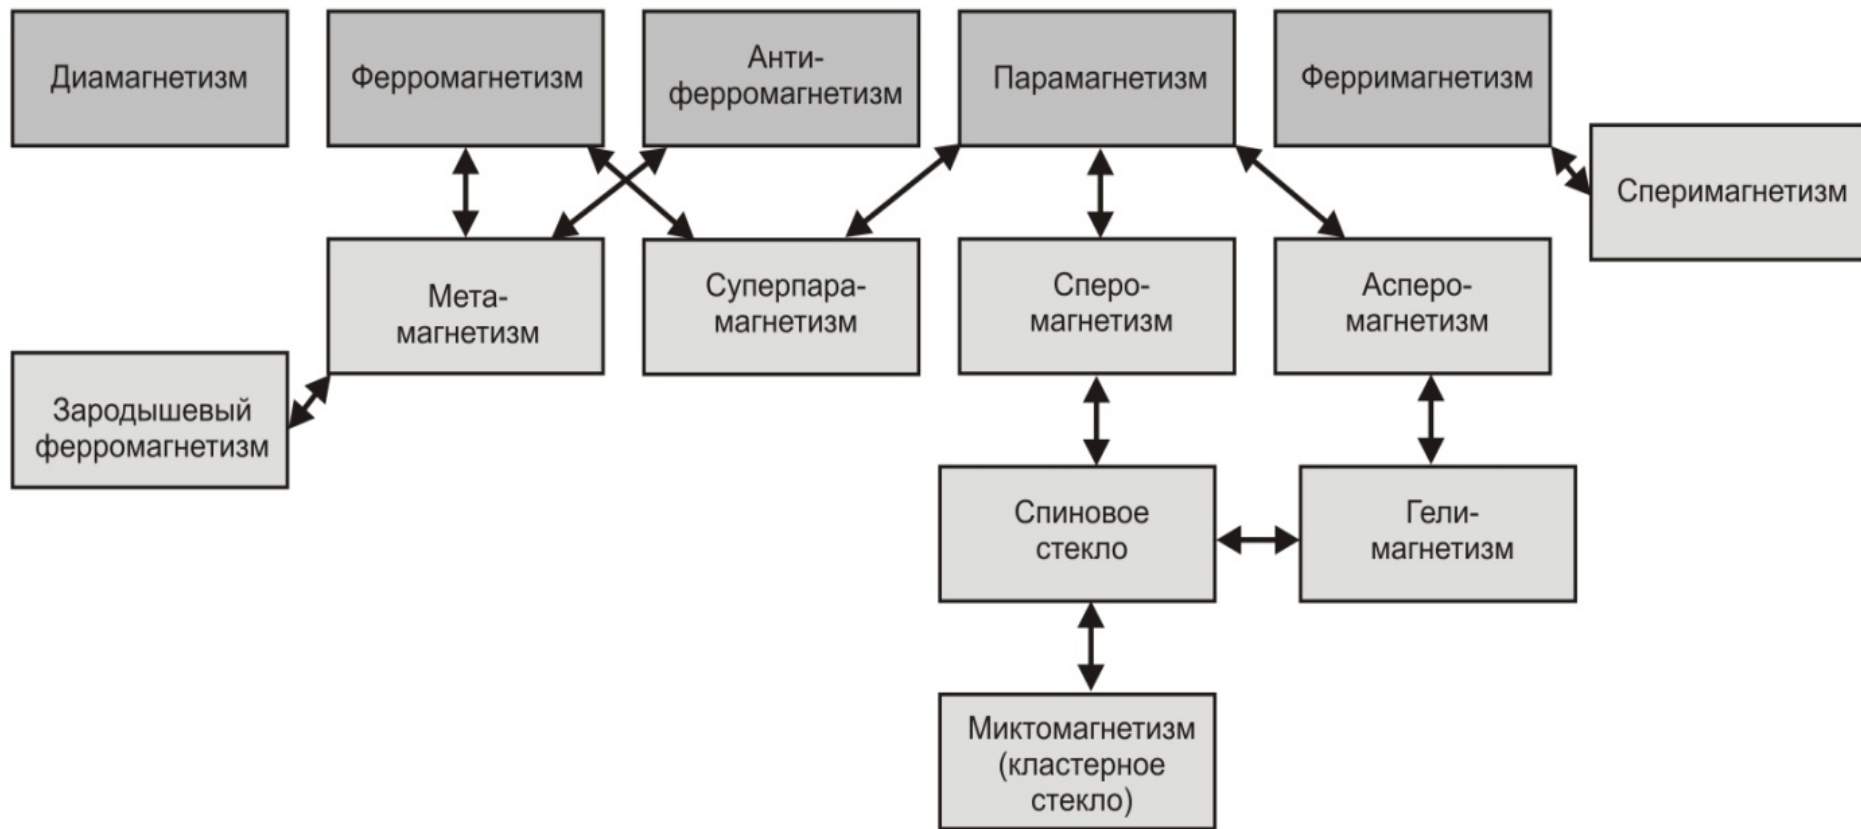 Диамагнетизм
Ферромагнетизм
Анти-
ферромагнетизм
Парамагнетизм
Ферримагнетизм
Сперимагнетизм
Мета-
магнетизм
Суперпара-
магнетизм
Сперо-
магнетизм
Асперо-
магнетизм
Зародышевый
ферромагнетизм
Спиновое
стекло
Гели-
магнетизм
Миктомагнетизм
(кластерное
стекло)